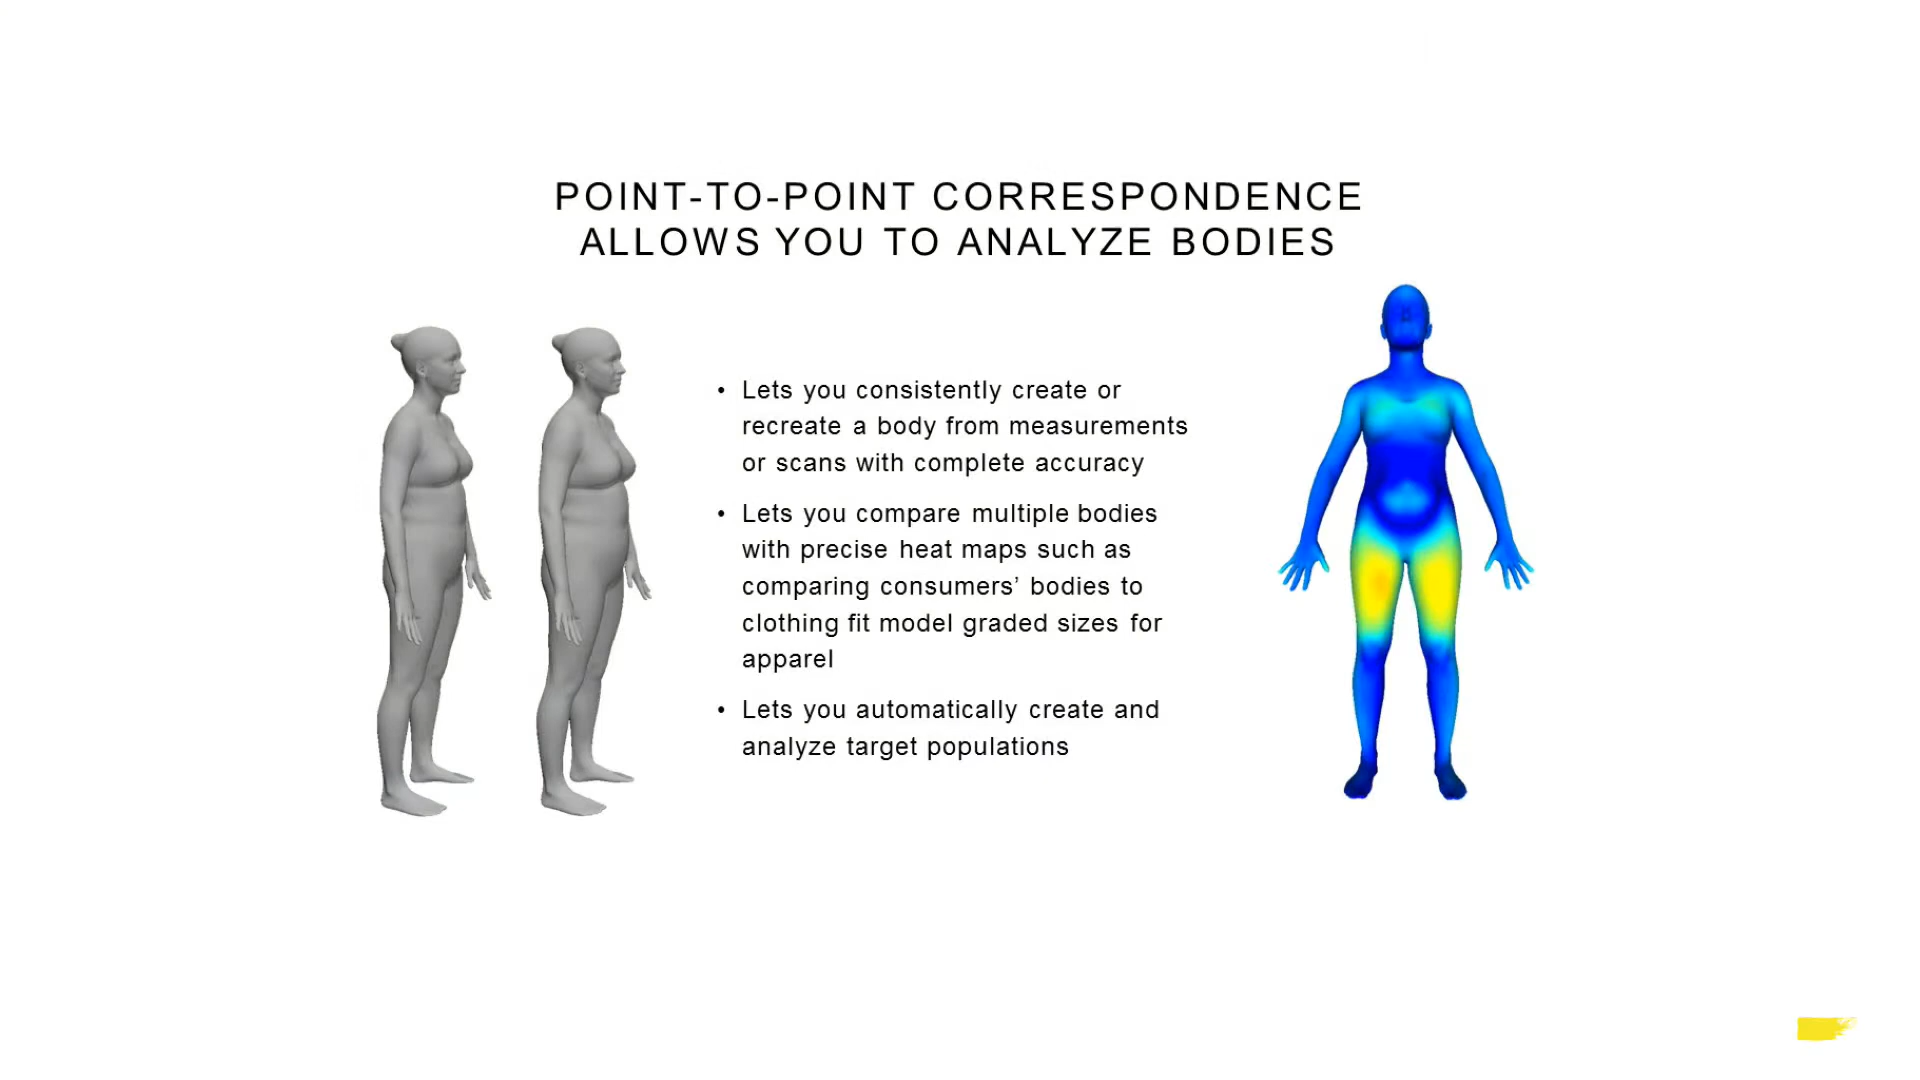 POINT-TO-POINT CORRESPONDENCE
ALLOWS YOU TO ANALYZE BODIES
• Lets you consistently create or
recreate a body from measurements
or scans with complete accuracy
• Lets you compare multiple bodies
with precise heat maps such as
comparing consumers’ bodies to
clothing fit model graded sizes for
apparel
• Lets you automatically create and
analyze target populations